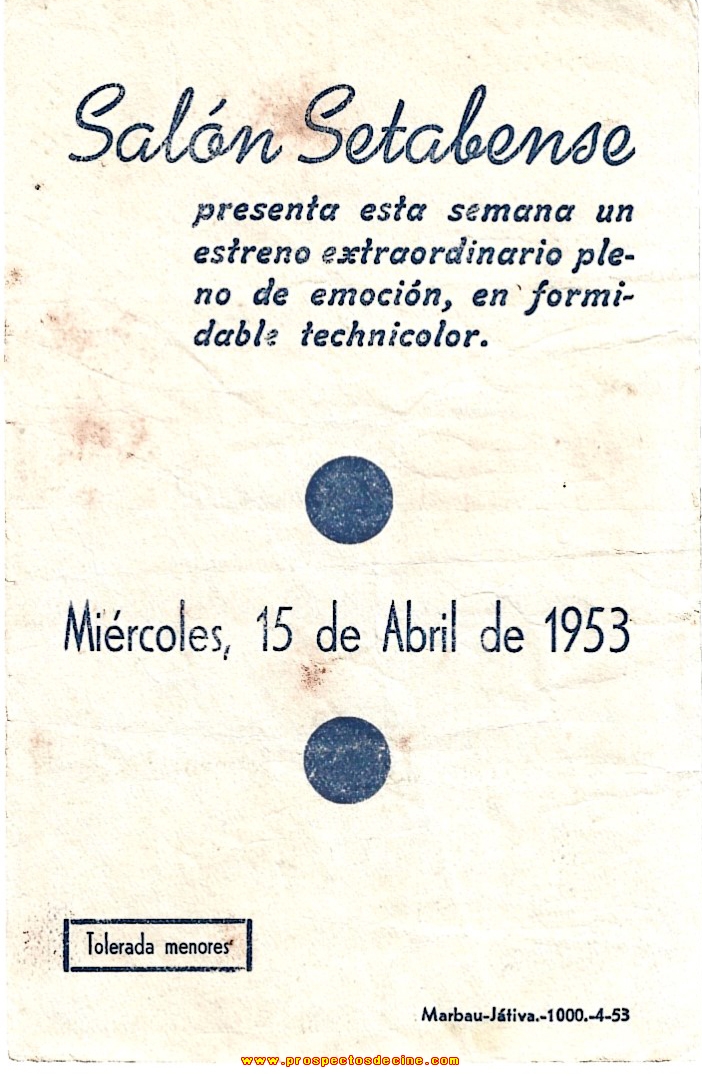 Salón Setabense
presenta esta semana un
estreno extraordinario ple-
no de emoción, en formi-
dable technicolor.
Miércoles, 15 de Abril de 1953
Tolerada menores
Marbau-Játiva.-1000.-4-53
www.prospectosdecine.com